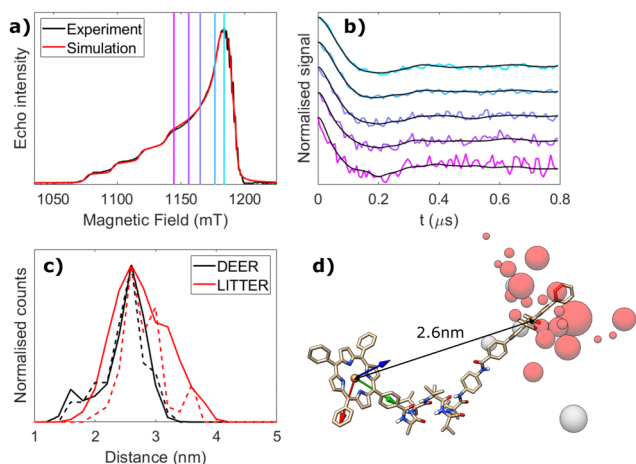 a)
Experiment
Simulation
Echo intensity
1050
1100
1150
1200
Magnetic Field (mT)
b)
Normalised signal
0
0.2
0.4
0.6
0.8
t (μs)
c)
DEER
LITTER
Normalised counts
1
2
3
4
5
Distance (nm)
d)
2.6nm